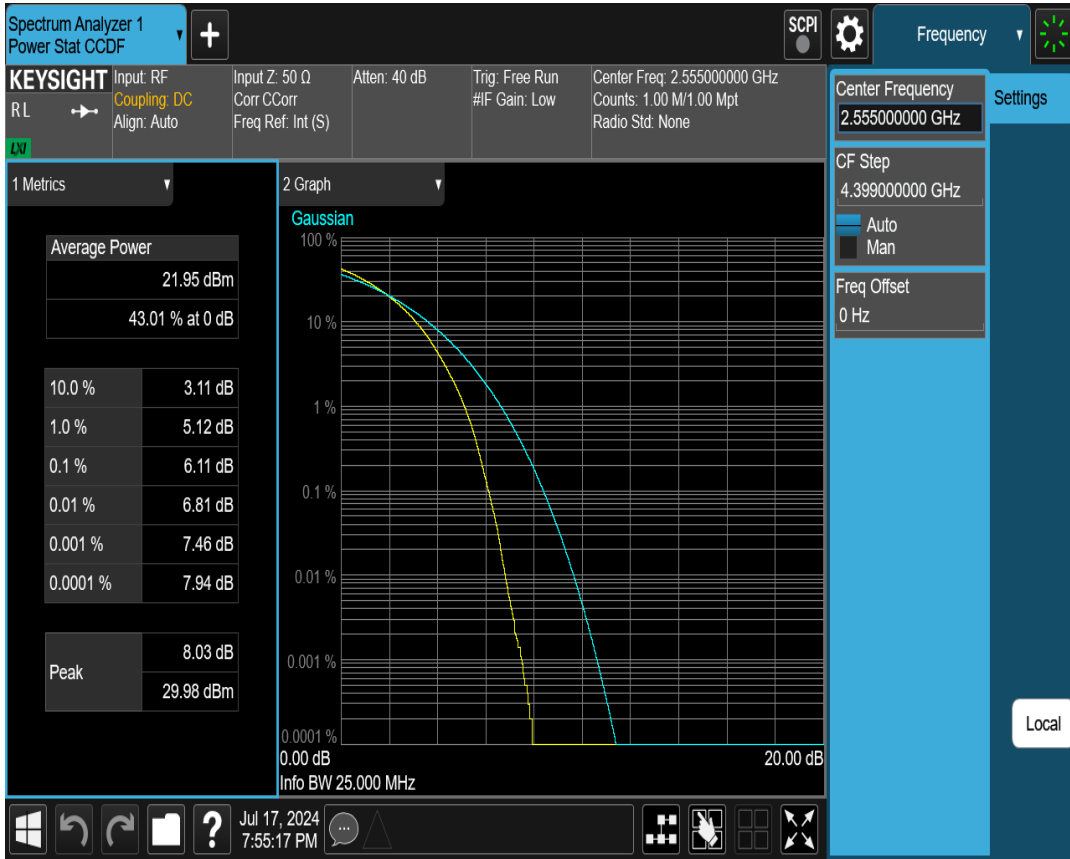 Spectrum Analyzer 1
Power Stat CCDF
+
SCPI
Frequency
KEYSIGHT
RL
LXI
Input: RF
Coupling: DC
Align: Auto
Input Z: 50 Ω
Corr CCorr
Freq Ref: Int (S)
Atten: 40 dB
Trig: Free Run
#IF Gain: Low
Center Freq: 2.555000000 GHz
Counts: 1.00 M/1.00 Mpt
Radio Std: None
Center Frequency
2.555000000 GHz
Settings
CF Step
4.399000000 GHz
Auto
Man
Freq Offset
0 Hz
1 Metrics
Average Power
21.95 dBm
43.01 % at 0 dB
10.0 % 3.11 dB
1.0 % 5.12 dB
0.1 % 6.11 dB
0.01 % 6.81 dB
0.001 % 7.46 dB
0.0001 % 7.94 dB
Peak
8.03 dB
29.98 dBm
2 Graph
Gaussian
100 %
10 %
1 %
0.1 %
0.01 %
0.001 %
0.0001 %
0.00 dB 20.00 dB
Info BW 25.000 MHz
Local
?
Jul 17, 2024
7:55:17 PM